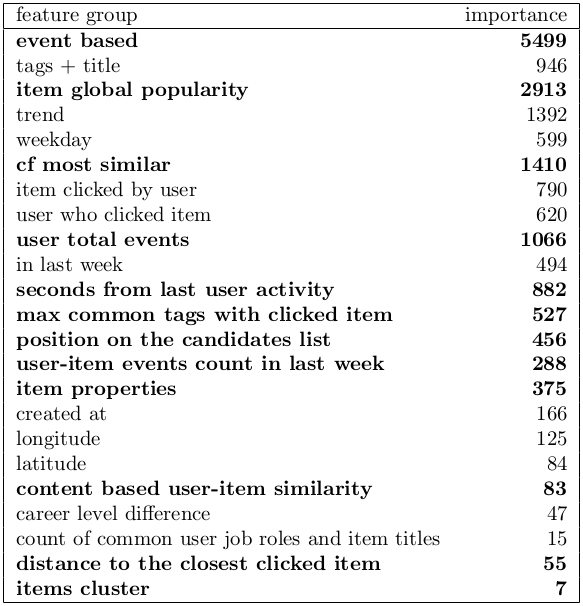 feature group importance
event based 5499
tags + title 946
item global popularity 2913
trend 1392
weekday 599
cf most similar 1410
item clicked by user 790
user who clicked item 620
user total events 1066
in last week 494
seconds from last user activity 882
max common tags with clicked item 527
position on the candidates list 456
user-item events count in last week 288
item properties 375
created at 166
longitude 125
latitude 84
content based user-item similarity 83
career level difference 47
count of common user job roles and item titles 15
distance to the closest clicked item 55
items cluster 7